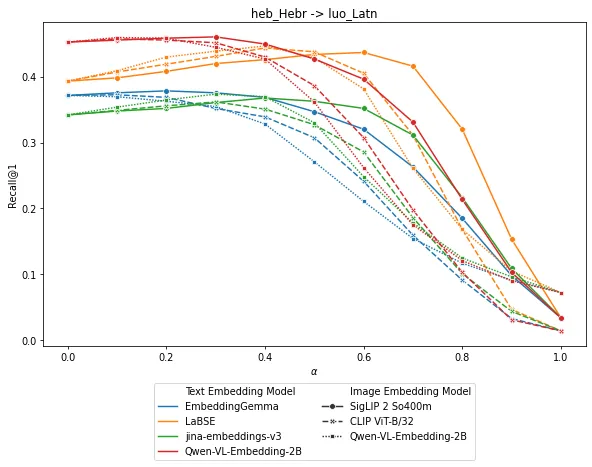 heb_Hebr -> luo_Latn
Recall@1
0.4
0.3
0.2
0.1
0.0
0.0 0.2 0.4 0.6 0.8 1.0
α
Text Embedding Model Image Embedding Model
EmbeddingGemma SigLIP 2 So400m
LaBSE CLIP ViT-B/32
jina-embeddings-v3 Qwen-VL-Embedding-2B
Qwen-VL-Embedding-2B